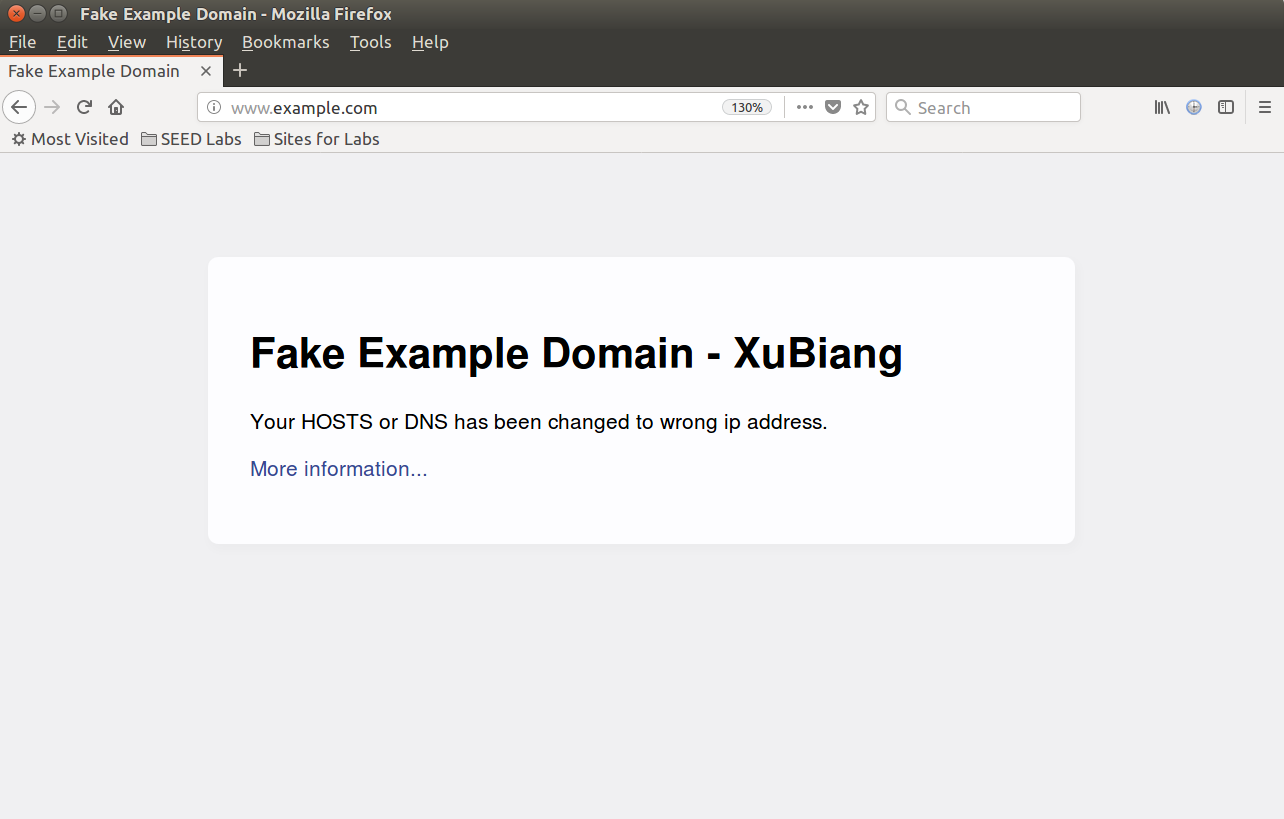 Fake Example Domain - Mozilla Firefox
File Edit View History Bookmarks Tools Help
Fake Example Domain
www.example.com 130% Search
Most Visited SEED Labs Sites for Labs
Fake Example Domain - XuBiang
Your HOSTS or DNS has been changed to wrong ip address.
More information...